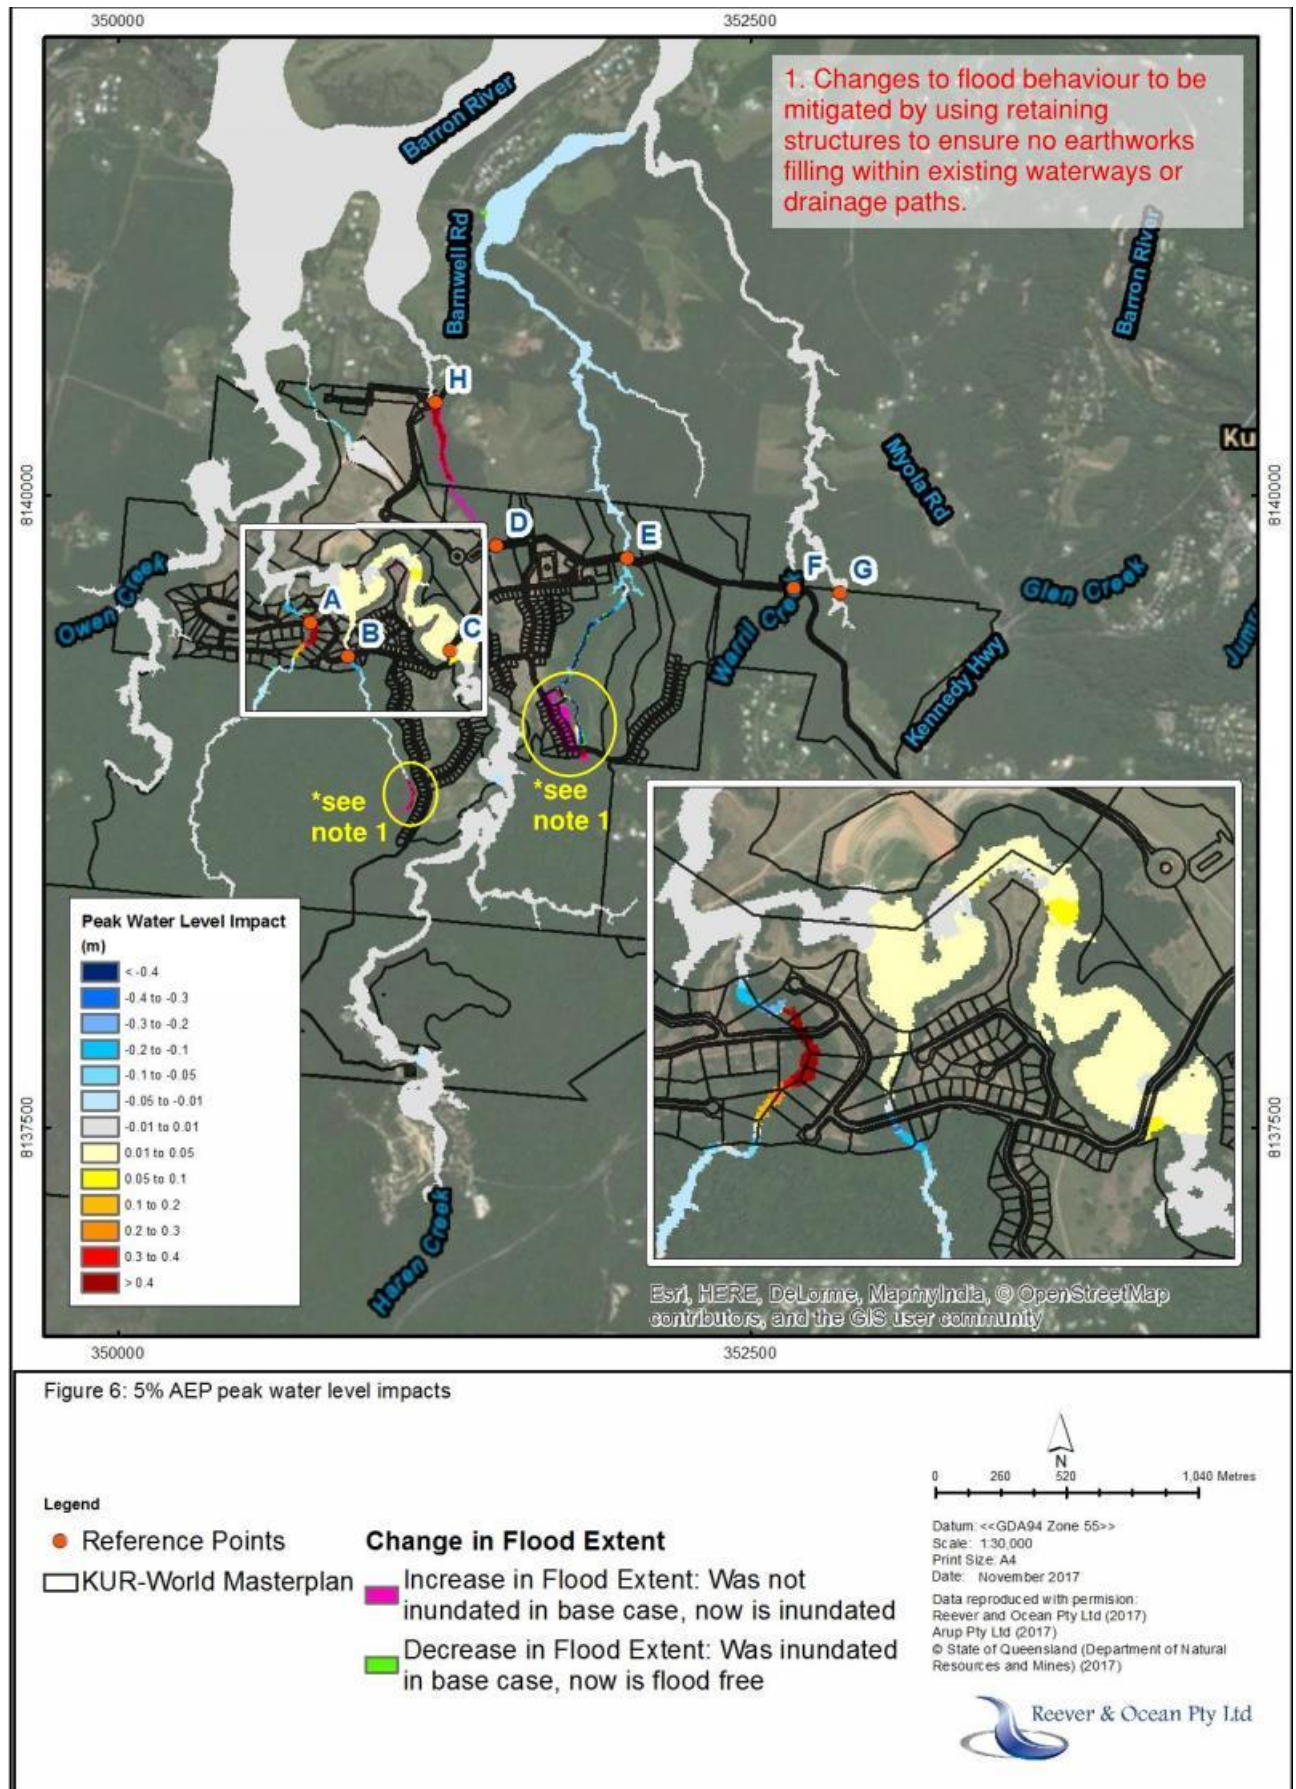 350000
352500
1. Changes to flood behaviour to be
mitigated by using retaining
structures to ensure no earthworks
filling within existing waterways or
drainage paths.
Barron River
Barnwell Rd
Barron River
H
Ku
8140000
8140000
Myola Rd
D
E
F
G
Owen Creek
A
B
C
Warril Creek
Glen Creek
Kennedy Hwy
*see
note 1
*see
note 1
Peak Water Level Impact
(m)
< -0.4
-0.4 to -0.3
-0.3 to -0.2
-0.2 to -0.1
-0.1 to -0.05
-0.05 to -0.01
-0.01 to 0.01
0.01 to 0.05
0.05 to 0.1
0.1 to 0.2
0.2 to 0.3
0.3 to 0.4
> 0.4
8137500
8137500
Haren Creek
Esri, HERE, DeLorme, MapmyIndia, © OpenStreetMap
contributors, and the GIS user community
350000
352500
Figure 6: 5% AEP peak water level impacts
N
0 260 520 1,040 Metres
Legend
Reference Points
KUR-World Masterplan
Change in Flood Extent
Increase in Flood Extent: Was not
inundated in base case, now is inundated
Decrease in Flood Extent: Was inundated
in base case, now is flood free
Datum: <<GDA94 Zone 55>>
Scale: 1:30,000
Print Size: A4
Date: November 2017
Data reproduced with permision:
Reever and Ocean Pty Ltd (2017)
Arup Pty Ltd (2017)
© State of Queensland (Department of Natural
Resources and Mines) (2017)
Reever & Ocean Pty Ltd